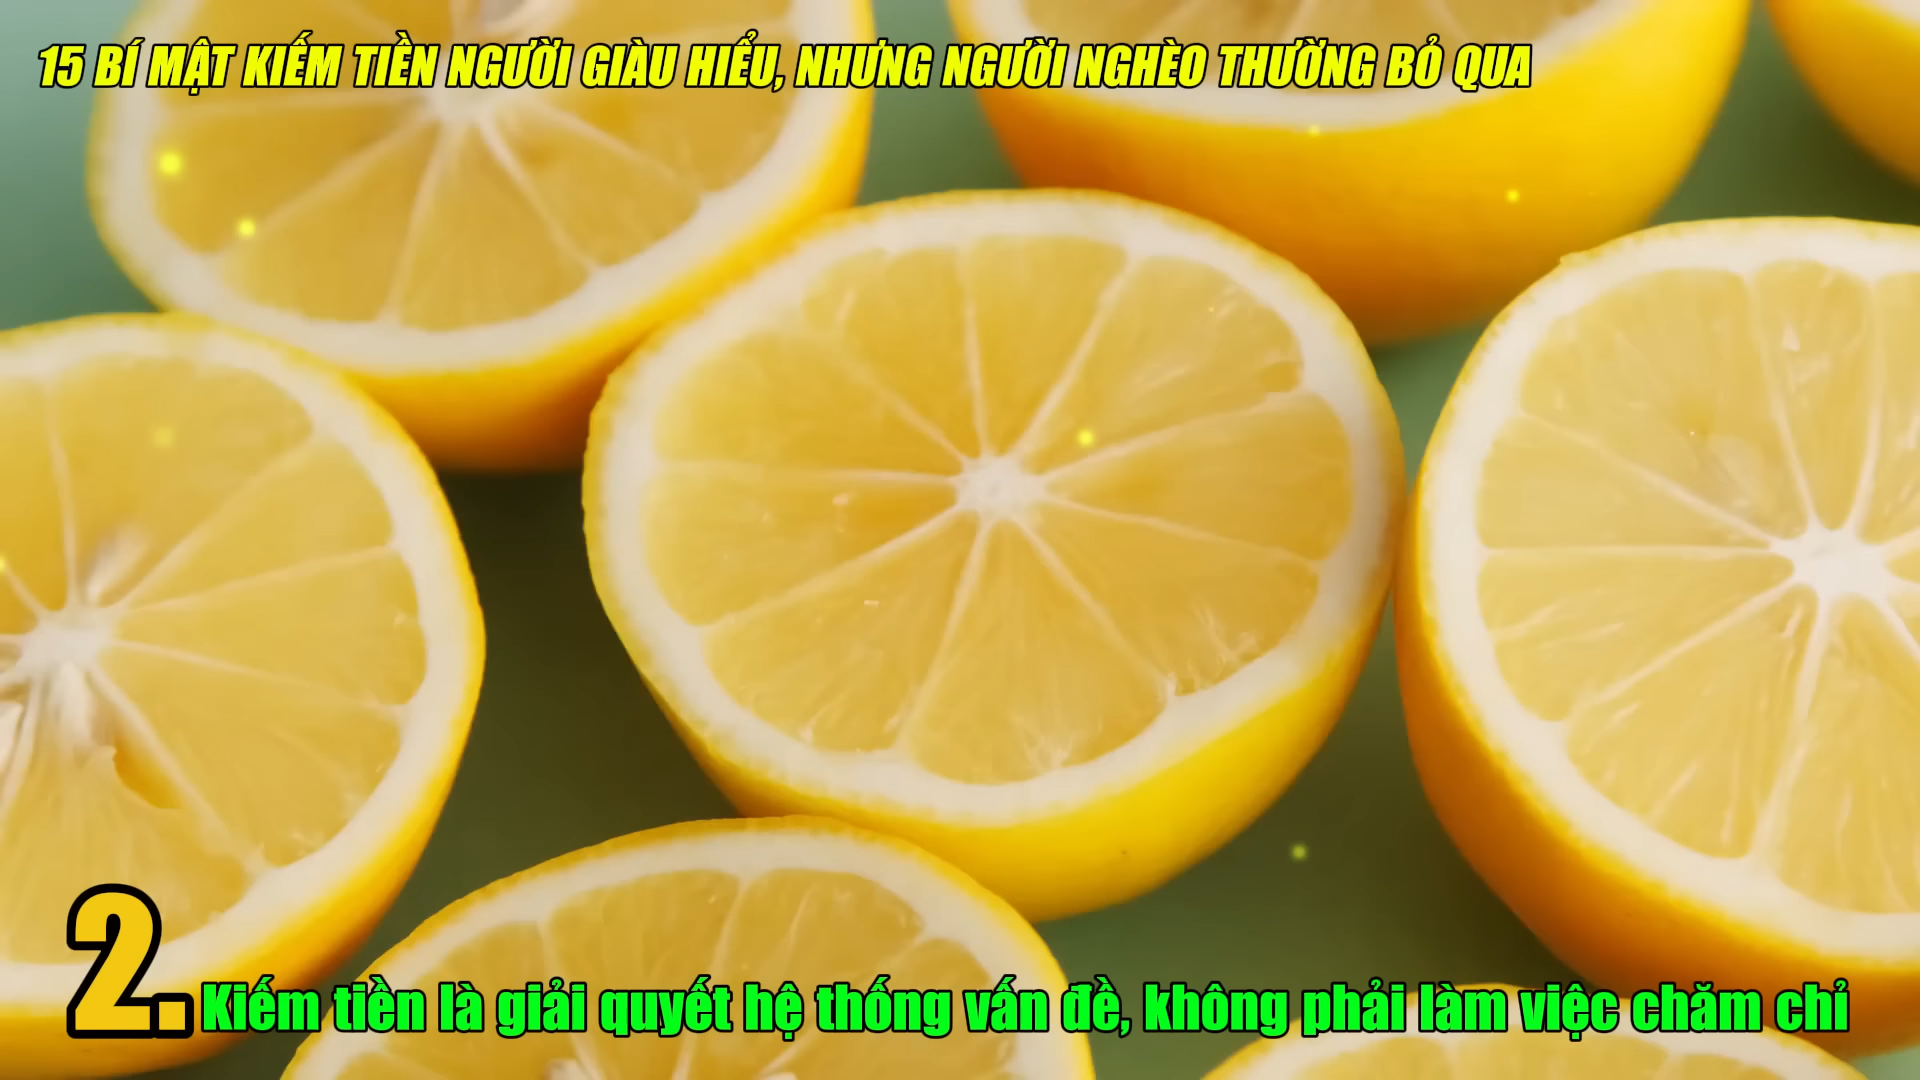 15 BÍ MẬT KIẾM TIỀN NGƯỜI GIÀU HIỂU, NHƯNG NGƯỜI NGHÈO THƯỜNG BỎ QUA
2. Kiếm tiền là giải quyết hệ thống vấn đề, không phải làm việc chăm chỉ